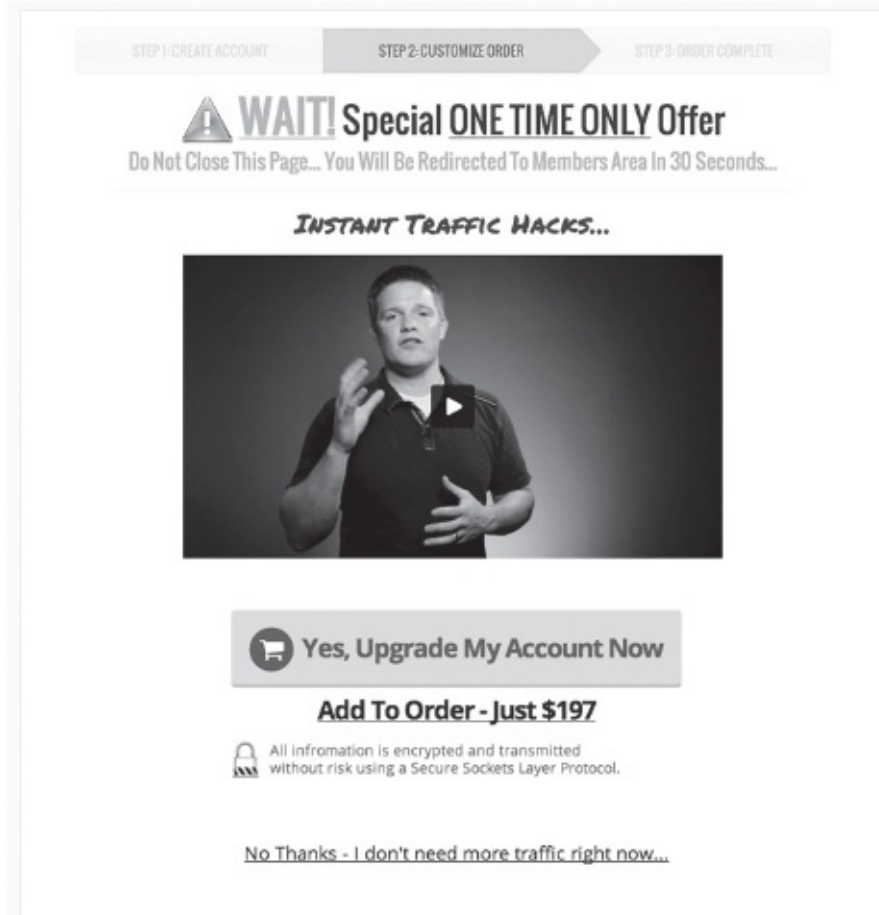 STEP 1: CREATE ACCOUNT
STEP 2: CUSTOMIZE ORDER
STEP 3: ORDER COMPLETE
WAIT! Special ONE TIME ONLY Offer
Do Not Close This Page... You Will Be Redirected To Members Area In 30 Seconds...
INSTANT TRAFFIC HACKS...
Yes, Upgrade My Account Now
Add To Order - Just $197
All infromation is encrypted and transmitted
without risk using a Secure Sockets Layer Protocol.
No Thanks - I don't need more traffic right now...